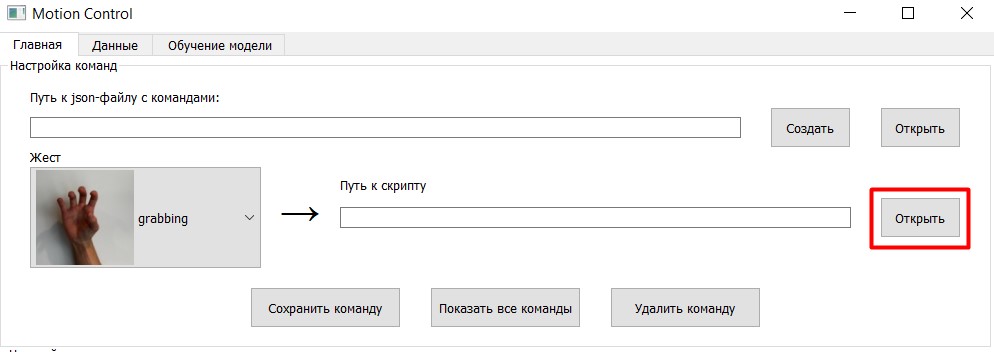 Motion Control
Главная Данные Обучение модели
Настройка команд
Путь к json-файлу с командами:
Создать Открыть
Жест
grabbing
Путь к скрипту
Открыть
Сохранить команду Показать все команды Удалить команду